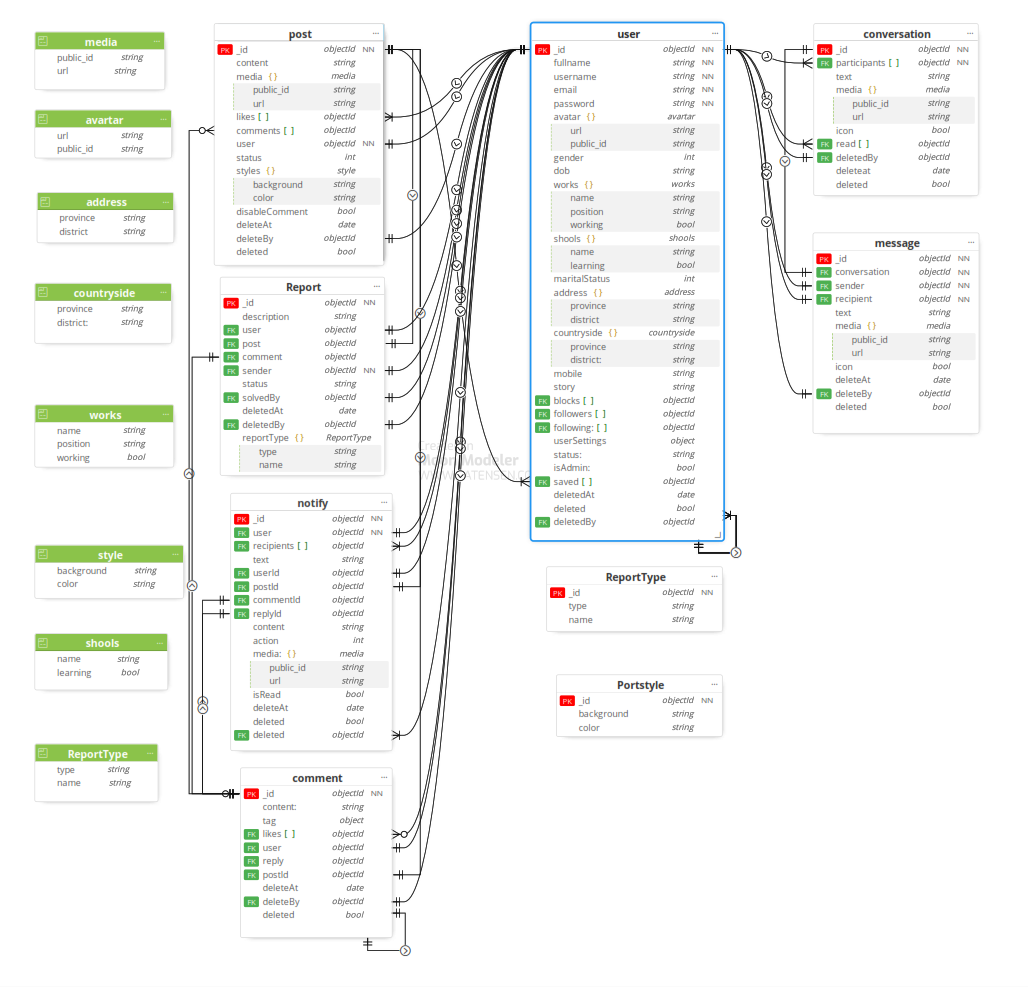 media
public_id string
url string
avartar
url string
public_id string
address
province string
district string
countryside
province string
district: string
works
name string
position string
working bool
style
background string
color string
shools
name string
learning bool
ReportType
type string
name string
post
PK _id objectId NN
content string
media {} media
public_id string
url string
likes [ ] objectId
comments [ ] objectId
user objectId NN
status int
styles {} style
background string
color string
disableComment bool
deleteAt date
deleteBy objectId
deleted bool
Report
PK _id objectId NN
description string
FK user objectId
FK post objectId
FK comment objectId
FK sender objectId NN
status string
FK solvedBy objectId
deletedAt date
FK deletedBy objectId
reportType {} ReportType
type string
name string
notify
PK _id objectId NN
FK user objectId NN
FK recipients [ ] objectId
text string
FK userId objectId
FK postId objectId
FK commentId objectId
FK replyId objectId
content string
action int
media: {} media
public_id string
url string
isRead bool
deleteAt date
deleted bool
FK deleted objectId
comment
PK _id objectId NN
content: string
tag object
FK likes [ ] objectId
FK user objectId
FK reply objectId
FK postId objectId
deleteAt date
FK deleteBy objectId
deleted bool
user
PK _id objectId NN
fullname string NN
username string NN
email string NN
password string NN
avatar {} avartar
url string
public_id string
gender int
dob string
works {} works
name string
position string
working bool
shools {} shools
name string
learning bool
maritalStatus int
address {} address
province string
district string
countryside {} countryside
province string
district: string
mobile string
story string
FK blocks [ ] objectId
FK followers [ ] objectId
FK following: [ ] objectId
userSettings object
status: string
isAdmin: bool
FK saved [ ] objectId
deletedAt date
deleted bool
FK deletedBy objectId
ReportType
PK _id objectId NN
type string
name string
Portstyle
PK _id objectId NN
background string
color string
conversation
PK _id objectId NN
FK participants [ ] objectId NN
text string
media {} media
public_id string
url string
icon bool
FK read [ ] objectId
FK deletedBy objectId
deleteat date
deleted bool
message
PK _id objectId NN
FK conversation objectId NN
FK sender objectId NN
FK recipient objectId NN
text string
media {} media
public_id string
url string
icon bool
deleteAt date
FK deleteBy objectId
deleted bool
Modeler